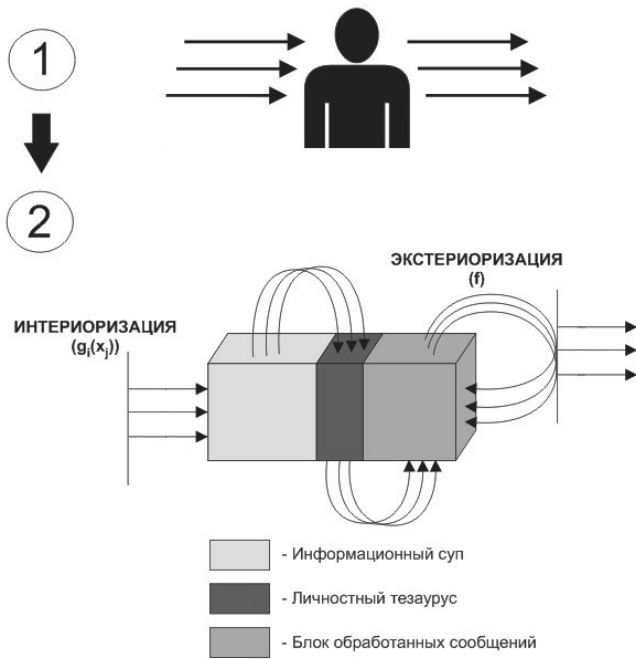 1
2
ЭКСТЕРИОРИЗАЦИЯ
(f)
ИНТЕРИОРИЗАЦИЯ
(gᵢ(xⱼ))
- Информационный суп
- Личностный тезаурус
- Блок обработанных сообщений